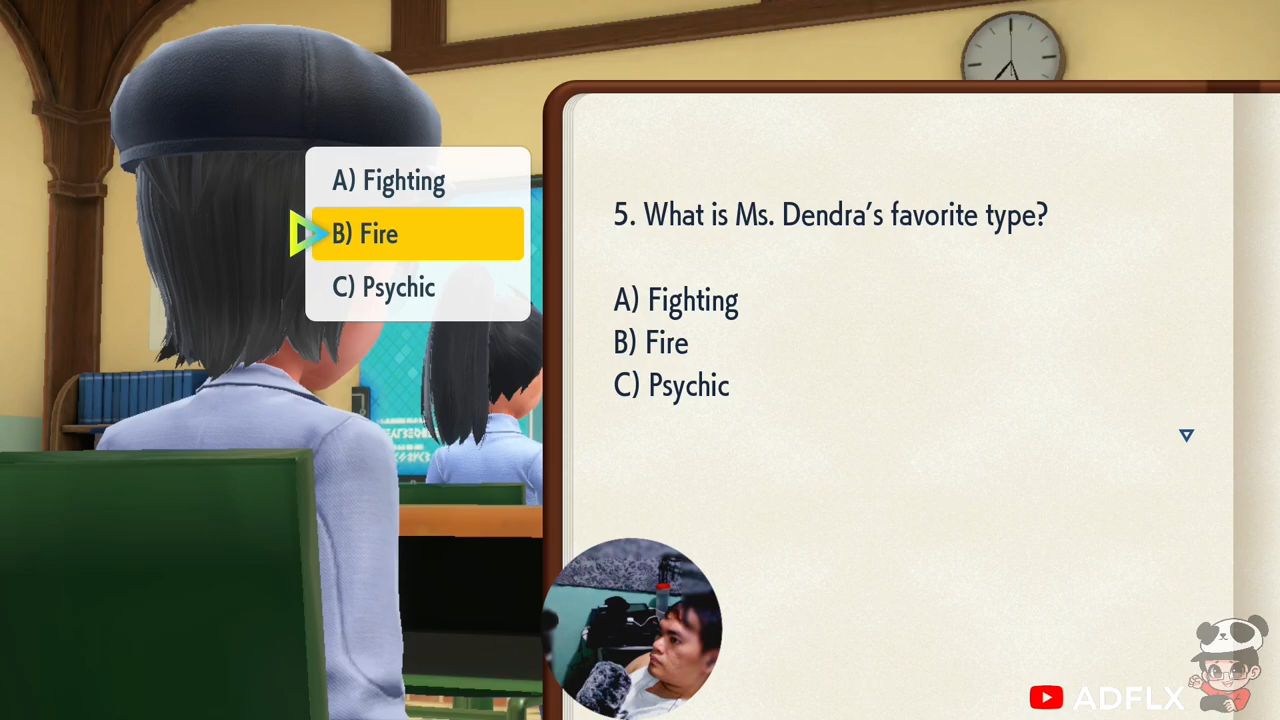 A) Fighting
B) Fire
C) Psychic
5. What is Ms. Dendra's favorite type?
A) Fighting
B) Fire
C) Psychic
ADFLX